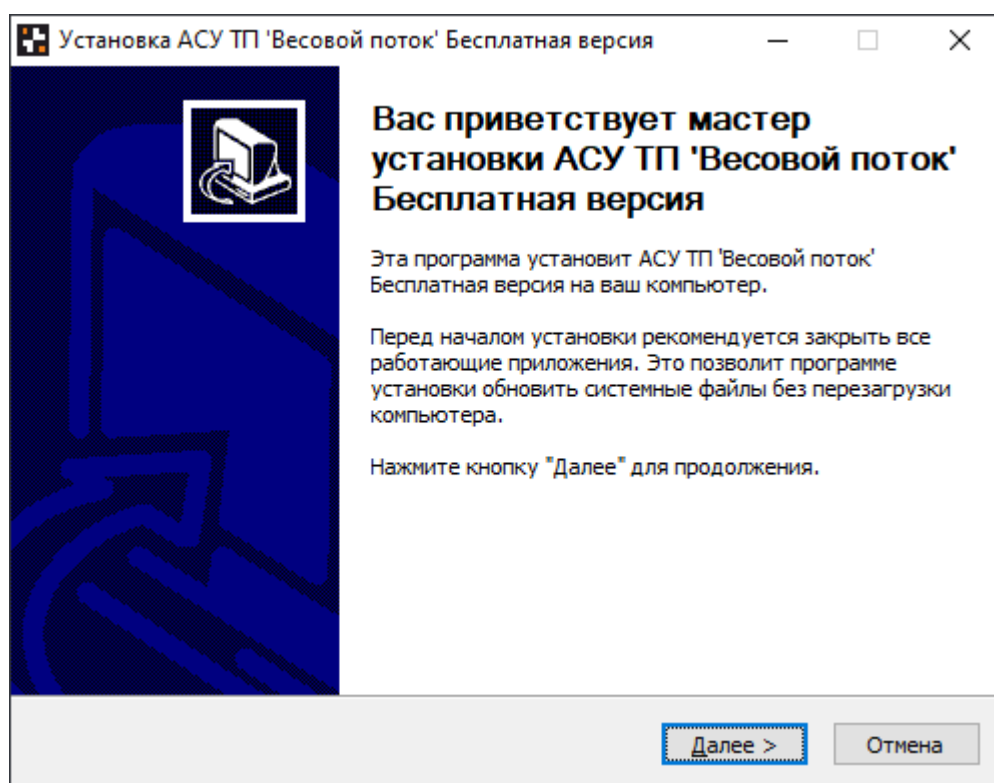 Установка АСУ ТП 'Весовой поток' Бесплатная версия
Вас приветствует мастер
установки АСУ ТП 'Весовой поток'
Бесплатная версия
Эта программа установит АСУ ТП 'Весовой поток'
Бесплатная версия на ваш компьютер.
Перед началом установки рекомендуется закрыть все
работающие приложения. Это позволит программе
установки обновить системные файлы без перезагрузки
компьютера.
Нажмите кнопку "Далее" для продолжения.
Далее >
Отмена